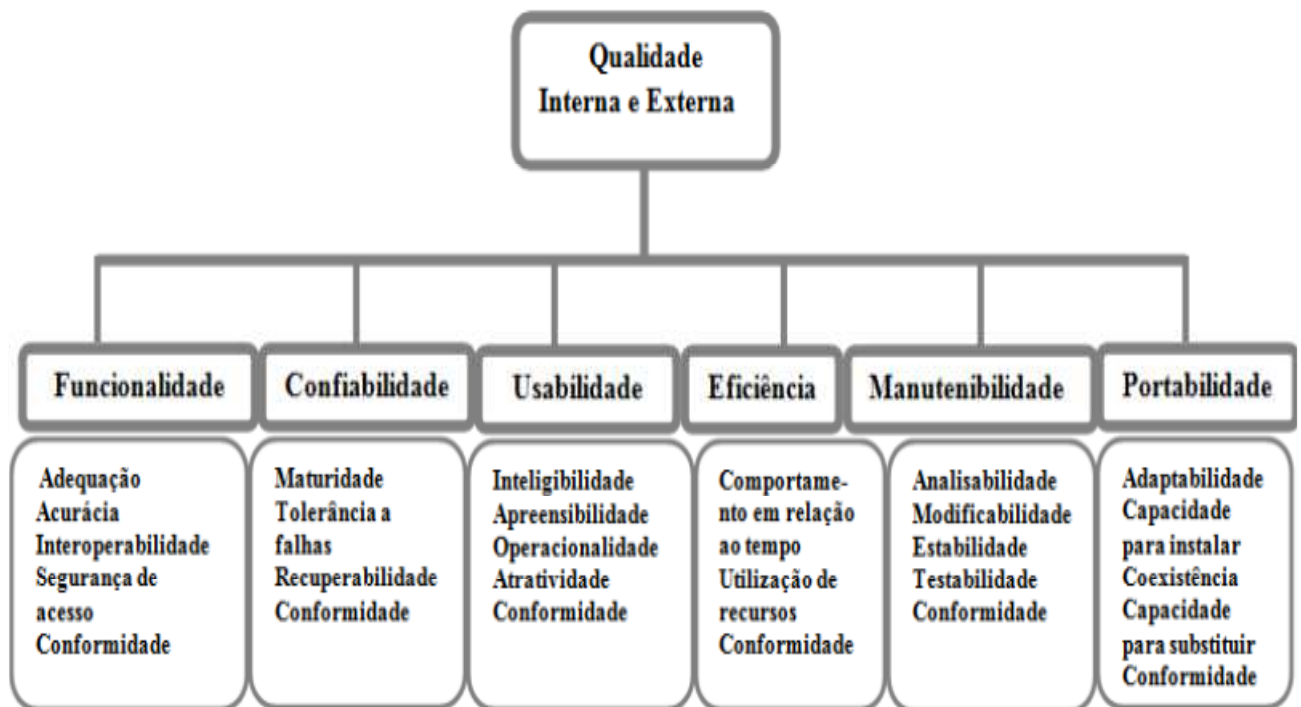 Qualidade
Interna e Externa
Funcionalidade
Adequação
Acurácia
Interoperabilidade
Segurança de
acesso
Conformidade
Confiabilidade
Maturidade
Tolerância a
falhas
Recuperabilidade
Conformidade
Usabilidade
Inteligibilidade
Apreensibilidade
Operacionalidade
Atratividade
Conformidade
Eficiência
Comportame-
nto em relação
ao tempo
Utilização de
recursos
Conformidade
Manutenibilidade
Analisabilidade
Modificabilidade
Estabilidade
Testabilidade
Conformidade
Portabilidade
Adaptabilidade
Capacidade
para instalar
Coexistência
Capacidade
para substituir
Conformidade